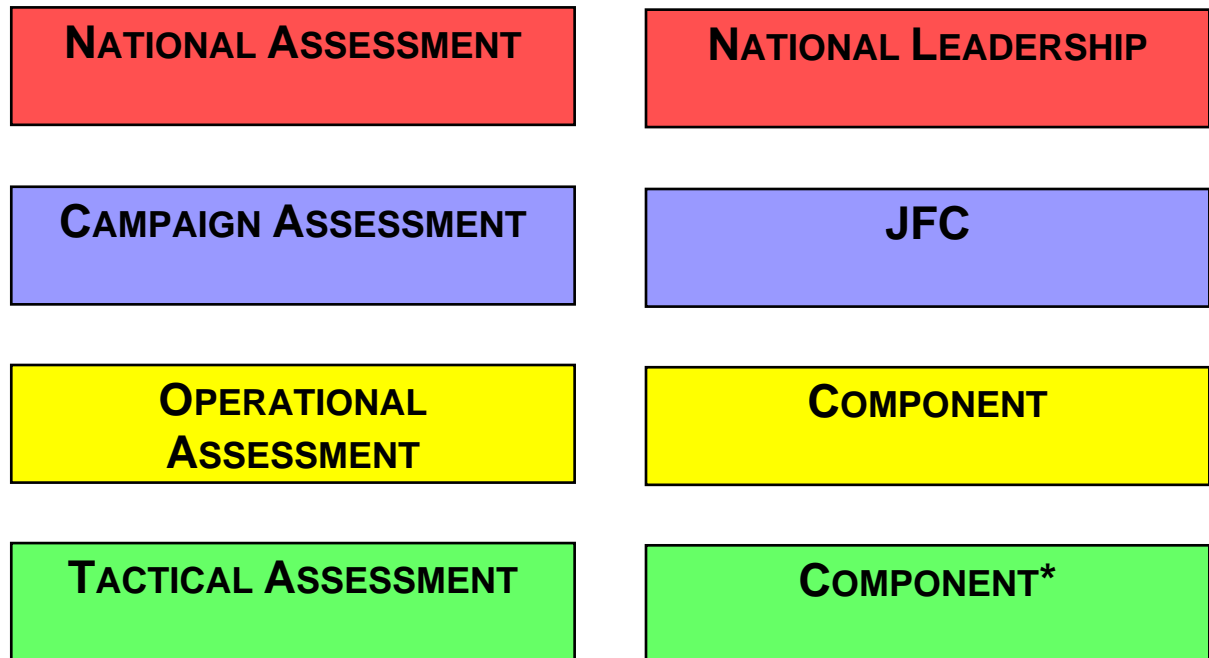 NATIONAL ASSESSMENT
NATIONAL LEADERSHIP
CAMPAIGN ASSESSMENT
JFC
OPERATIONAL
ASSESSMENT
COMPONENT
TACTICAL ASSESSMENT
COMPONENT*